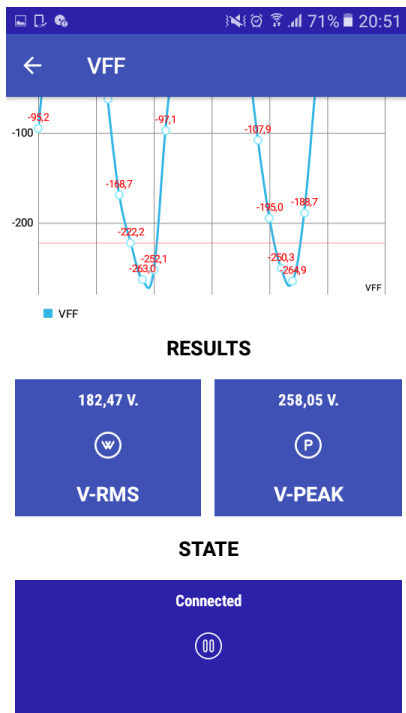 71% 20:51
VFF
-95,2
-97,1
-100
-107,9
-168,7
-188,7
-195,0
-200
-222,2
-252,1
-250,3
-263,0
-264,9
VFF
VFF
RESULTS
182,47 V.
258,05 V.
W
P
V-RMS
V-PEAK
STATE
Connected